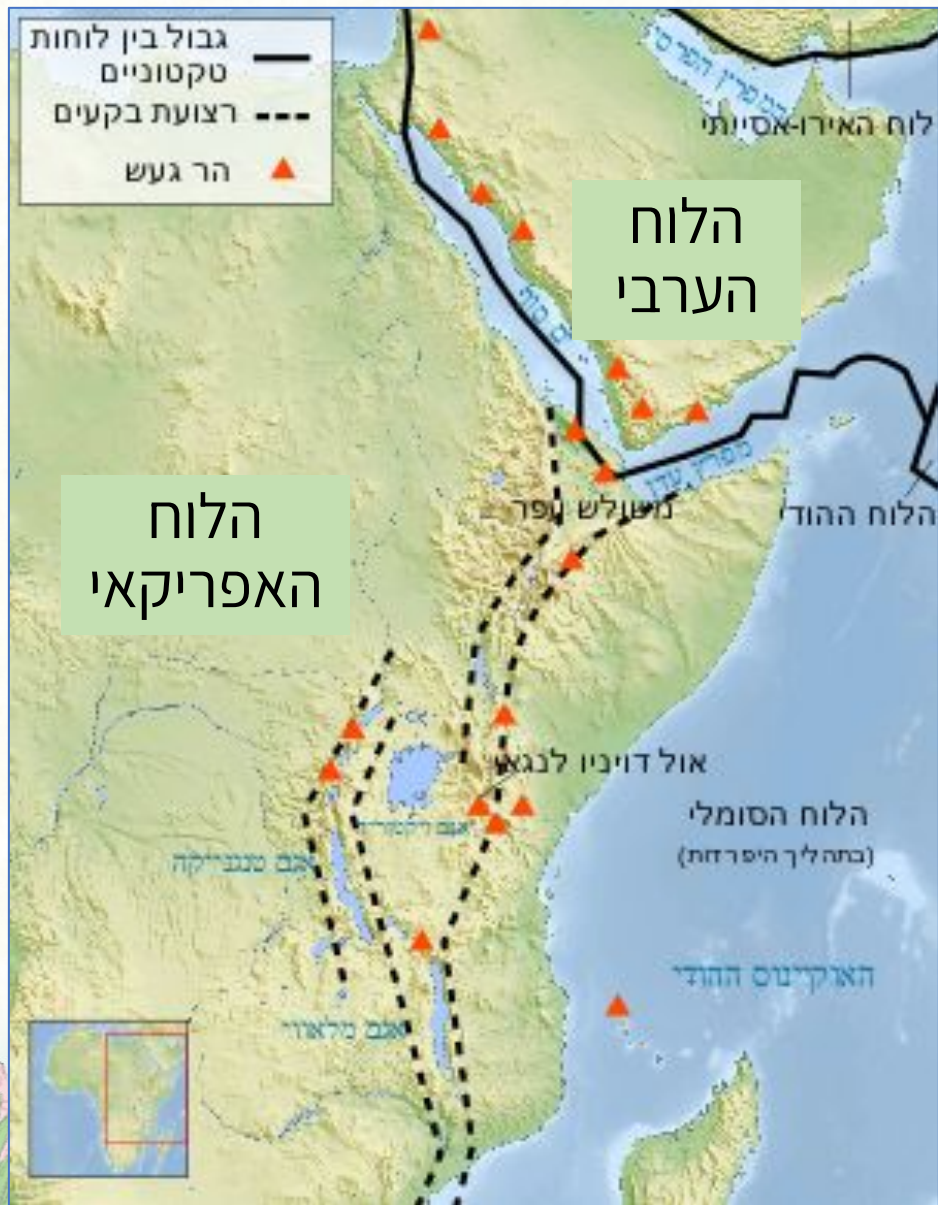 גבול בין לוחות
טקטוניים
רצועת בקעים
הר געש
המפרץ הפרסי
לוח האירו-אסייתי
הלוח
הערבי
ים סוף
מפרץ עדן
משולש עפר
הלוח ההודי
הלוח
האפריקאי
אול דויניו לנגאי
הלוח הסומלי
(בתהליך היפרדות)
אגם ויקטוריה
אגם טנגנייקה
האוקיינוס ההודי
אגם מלאווי